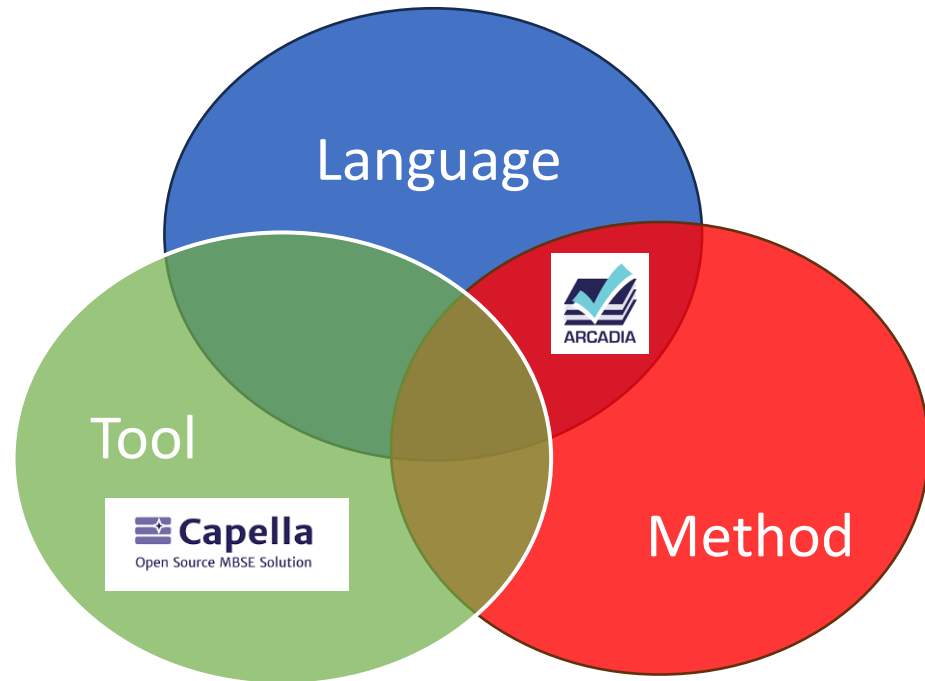 Language
ARCADIA
Tool
Capella
Open Source MBSE Solution
Method